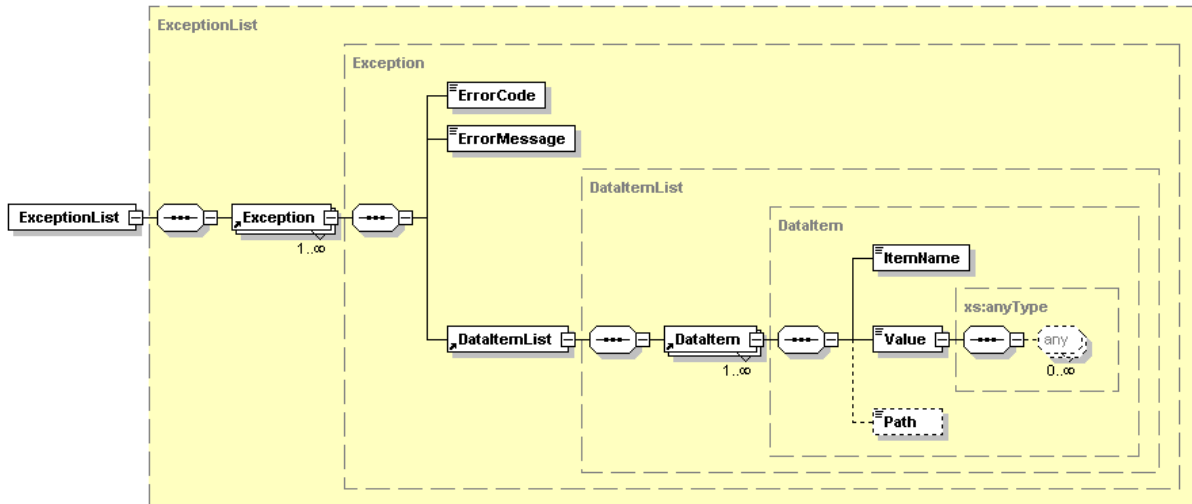 ExceptionList
Exception
ErrorCode
ErrorMessage
DataItemList
DataItem
ExceptionList
Exception
1..∞
ItemName
xs:anyType
DataItemList
DataItem
1..∞
Value
any
0..∞
Path